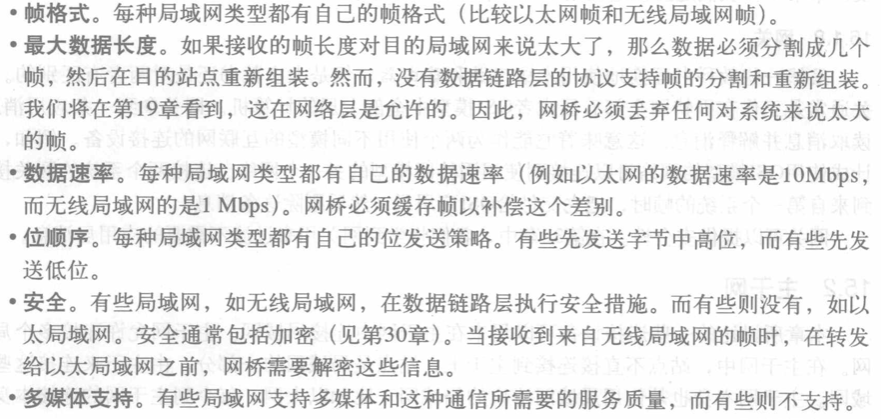 • 帧格式。每种局域网类型都有自己的帧格式（比较以太网帧和无线局域网帧）。
• 最大数据长度。如果接收的帧长度对目的局域网来说太大了，那么数据必须分割成几个
帧，然后在目的站点重新组装。然而，没有数据链路层的协议支持帧的分割和重新组装。
我们将在第19章看到，这在网络层是允许的。因此，网桥必须丢弃任何对系统来说太大
的帧。
• 数据速率。每种局域网类型都有自己的数据速率（例如以太网的数据速率是10Mbps，
而无线局域网的是1 Mbps）。网桥必须缓存帧以补偿这个差别。
• 位顺序。每种局域网类型都有自己的位发送策略。有些先发送字节中高位，而有些先发
送低位。
• 安全。有些局域网，如无线局域网，在数据链路层执行安全措施。而有些则没有，如以
太局域网。安全通常包括加密（见第30章）。当接收到来自无线局域网的帧时，在转发
给以太局域网之前，网桥需要解密这些信息。
• 多媒体支持。有些局域网支持多媒体和这种通信所需要的服务质量，而有些则不支持。